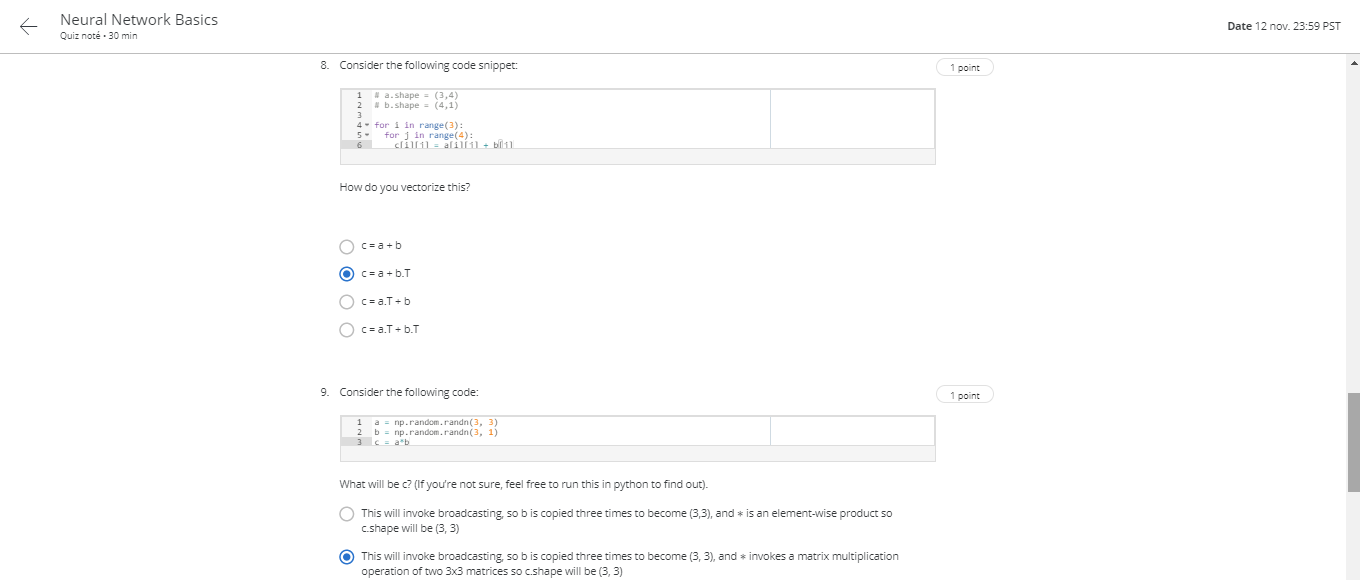 Neural Network Basics
Quiz noté • 30 min
Date 12 nov. 23:59 PST
8. Consider the following code snippet:
1 point
1 # a.shape = (3,4)
2 # b.shape = (4,1)
3
4 for i in range(3):
5 for j in range(4):
6 c[i][j] = a[i][j] + b[j]
How do you vectorize this?
c = a + b
c = a + b.T
c = a.T + b
c = a.T + b.T
9. Consider the following code:
1 point
1 a = np.random.randn(3, 3)
2 b = np.random.randn(3, 1)
3 c = a*b
What will be c? (If you're not sure, feel free to run this in python to find out).
This will invoke broadcasting, so b is copied three times to become (3,3), and * is an element-wise product so
c.shape will be (3, 3)
This will invoke broadcasting, so b is copied three times to become (3, 3), and * invokes a matrix multiplication
operation of two 3x3 matrices so c.shape will be (3, 3)